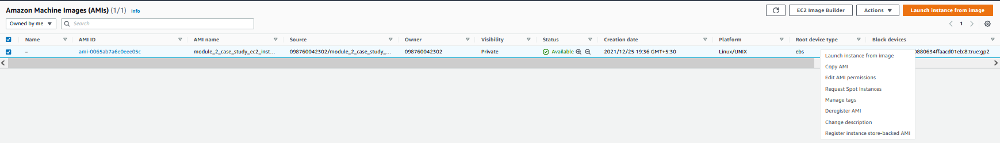 Amazon Machine Images (AMIs) (1/1) Info
EC2 Image Builder
Actions
Launch instance from image
Owned by me
Search
1
Name AMI ID AMI name Source Owner Visibility Status Creation date Platform Root device type Block devices
– ami-0065ab7a6e0eee05c module_2_case_study_ec2_inst... 098760042302/module_2_case_study_... 098760042302 Private Available 2021/12/25 19:36 GMT+5:30 Linux/UNIX ebs 0880634ffaacd01eb:8:true:gp2
Launch instance from image
Copy AMI
Edit AMI permissions
Request Spot Instances
Manage tags
Deregister AMI
Change description
Register instance store-backed AMI